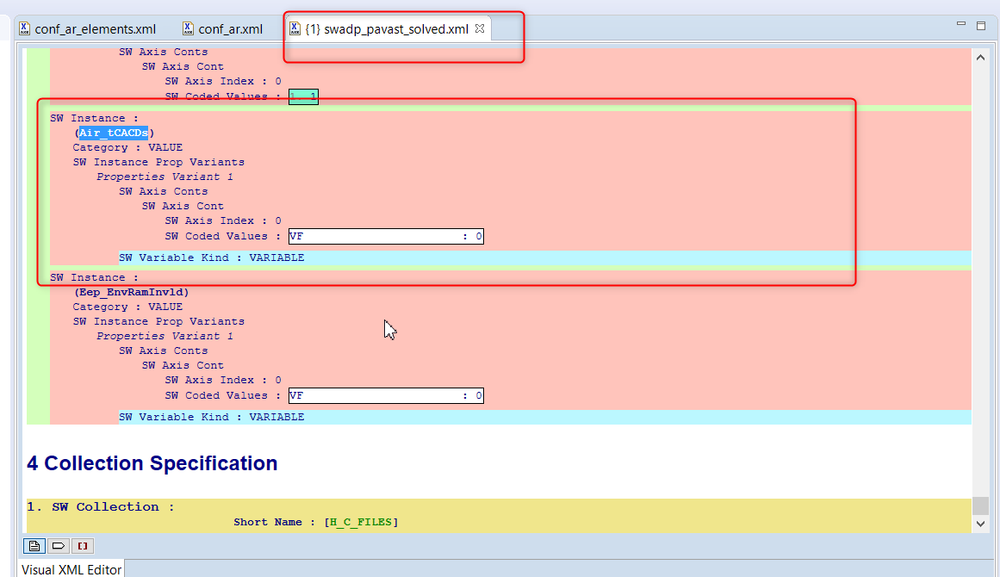 conf_ar_elements.xml conf_ar.xml {1} swadp_pavast_solved.xml
SW Axis Conts
SW Axis Cont
SW Axis Index : 0
SW Coded Values : 1. 1
SW Instance :
(Air_tCACDs)
Category : VALUE
SW Instance Prop Variants
Properties Variant 1
SW Axis Conts
SW Axis Cont
SW Axis Index : 0
SW Coded Values : VF : 0
SW Variable Kind : VARIABLE
SW Instance :
(Eep_EnvRamInvld)
Category : VALUE
SW Instance Prop Variants
Properties Variant 1
SW Axis Conts
SW Axis Cont
SW Axis Index : 0
SW Coded Values : VF : 0
SW Variable Kind : VARIABLE
4 Collection Specification
1. SW Collection :
Short Name : [H_C_FILES]
Visual XML Editor